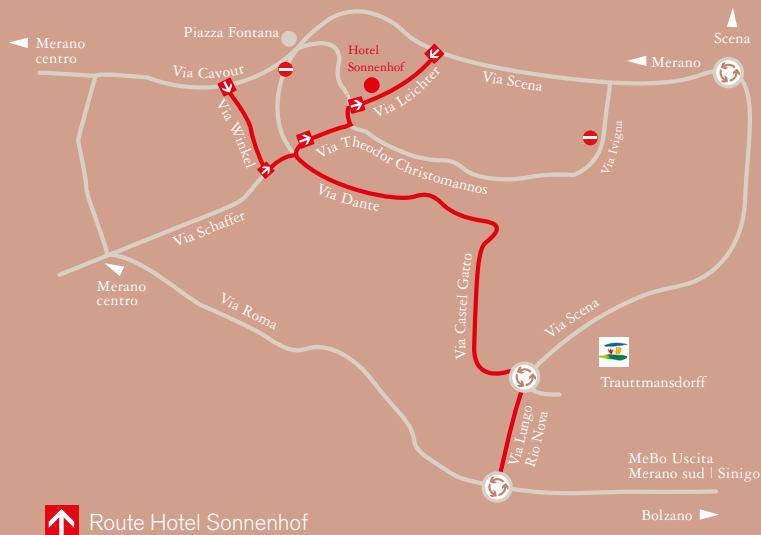 Piazza Fontana
Scena
Merano
centro
Hotel
Sonnenhof
Merano
Via Cavour
Via Scena
Via Leichter
Via Winkel
Via Theodor Christomannos
Via Ivigna
Via Dante
Via Schaffer
Via Castel Gatto
Merano
centro
Via Roma
Via Scena
Trauttmansdorff
Via Lungo
Rio Nova
MeBo Uscita
Merano sud | Sinigo
Bolzano
Route Hotel Sonnenhof